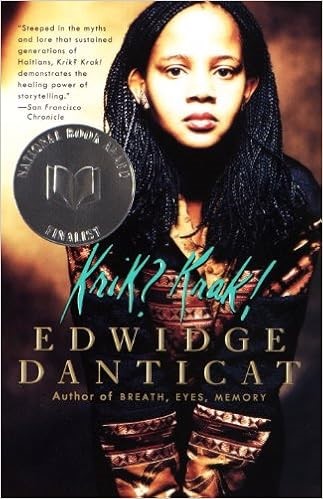 "Steeped in the myths
and lore that sustained
generations of
Haitians, Krik? Krak!
demonstrates the
healing power of
storytelling."
—San Francisco
Chronicle
NATIONAL BOOK AWARD
FINALIST
Krik? Krak!
EDWIDGE
DANTICAT
Author of BREATH, EYES, MEMORY